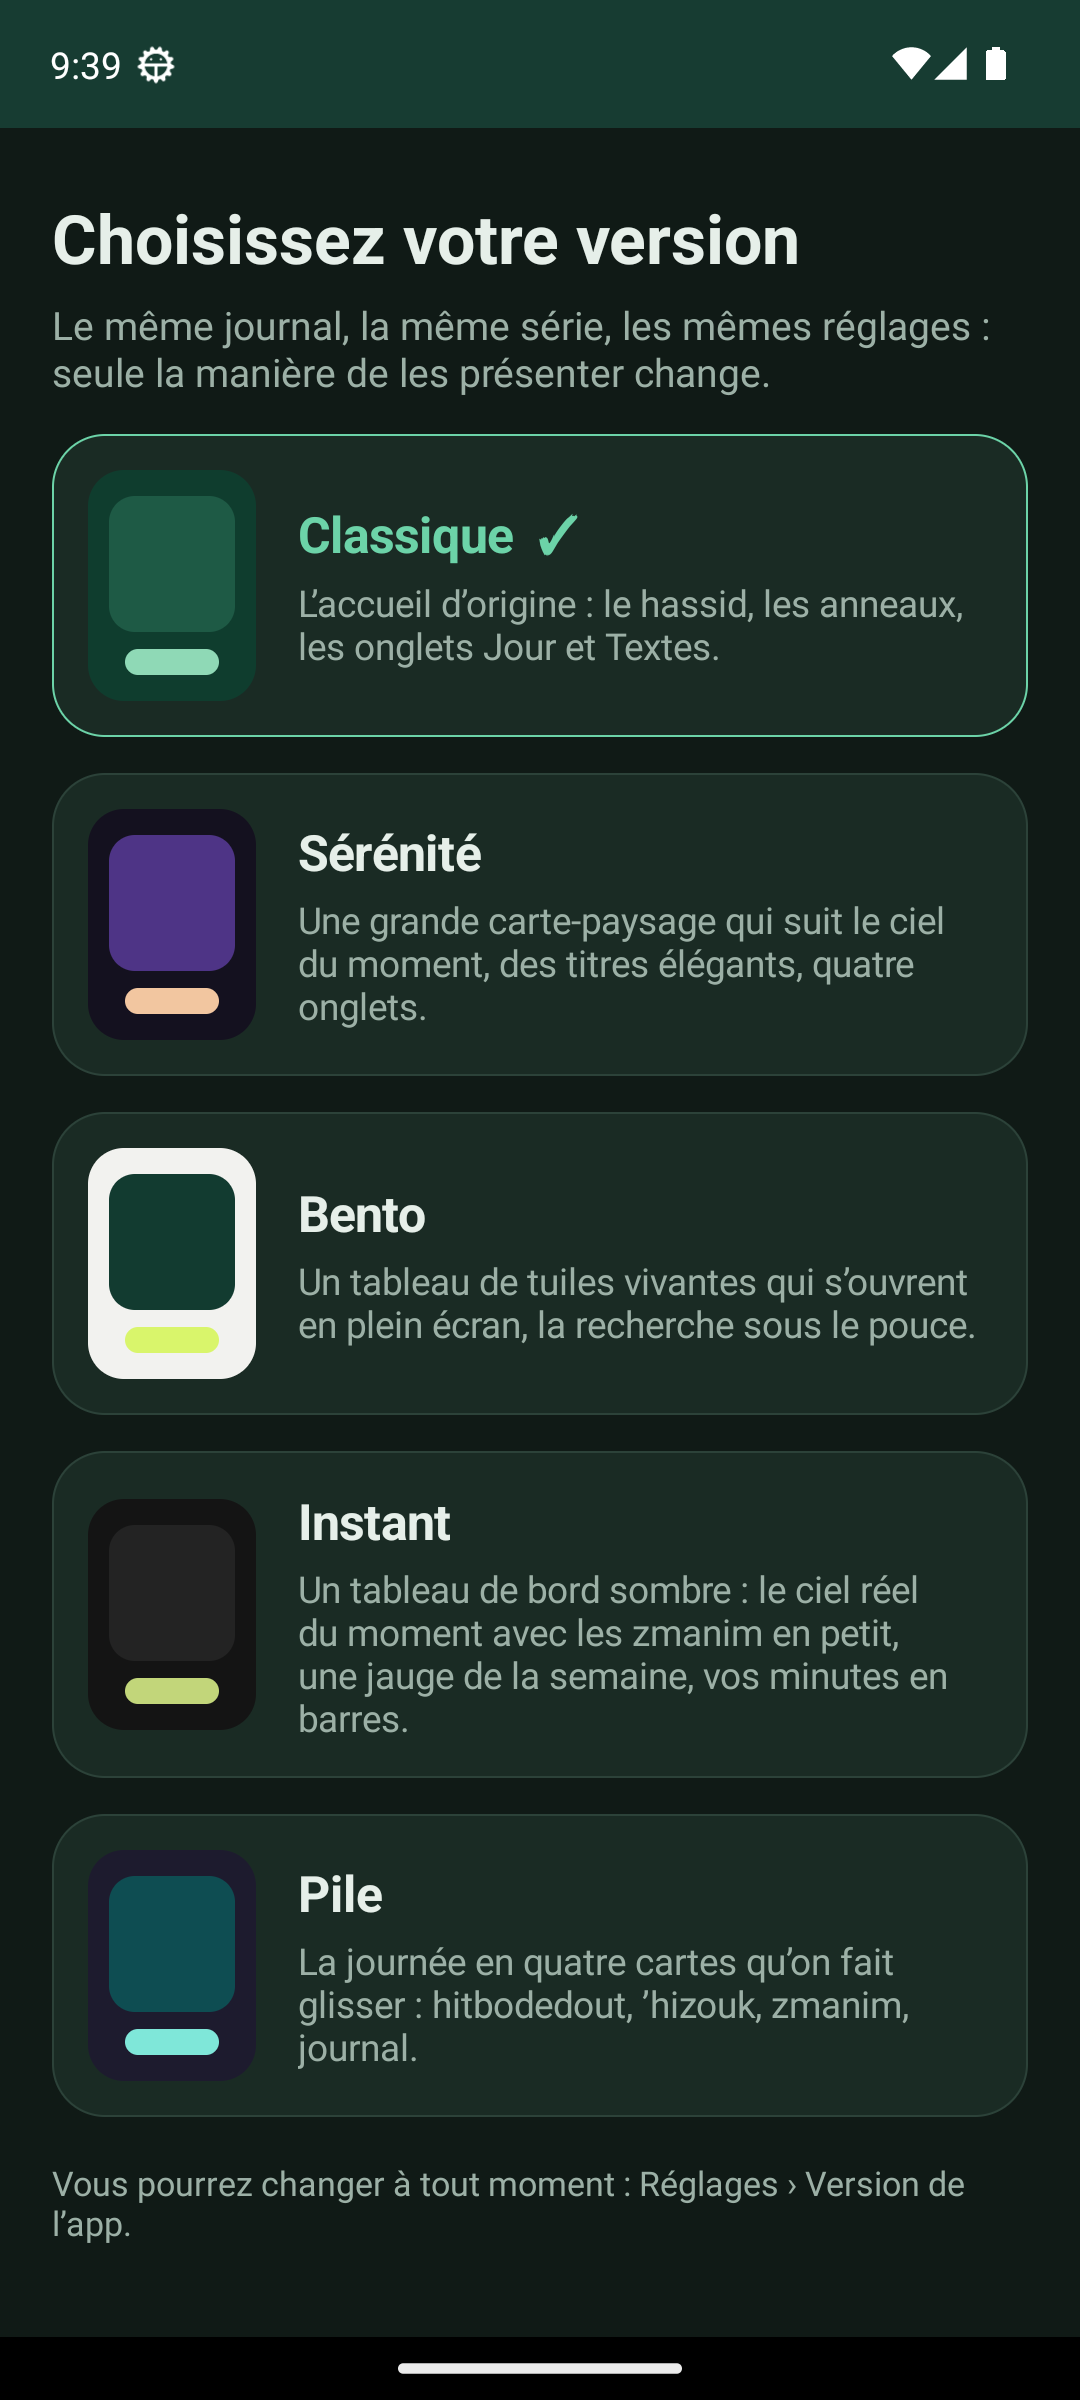 9:39
Choisissez votre version
Le même journal, la même série, les mêmes réglages :
seule la manière de les présenter change.
Classique ✓
L’accueil d’origine : le hassid, les anneaux,
les onglets Jour et Textes.
Sérénité
Une grande carte-paysage qui suit le ciel
du moment, des titres élégants, quatre
onglets.
Bento
Un tableau de tuiles vivantes qui s’ouvrent
en plein écran, la recherche sous le pouce.
Instant
Un tableau de bord sombre : le ciel réel
du moment avec les zmanim en petit,
une jauge de la semaine, vos minutes en
barres.
Pile
La journée en quatre cartes qu’on fait
glisser : hitbodedout, ’hizouk, zmanim,
journal.
Vous pourrez changer à tout moment : Réglages › Version de
l’app.